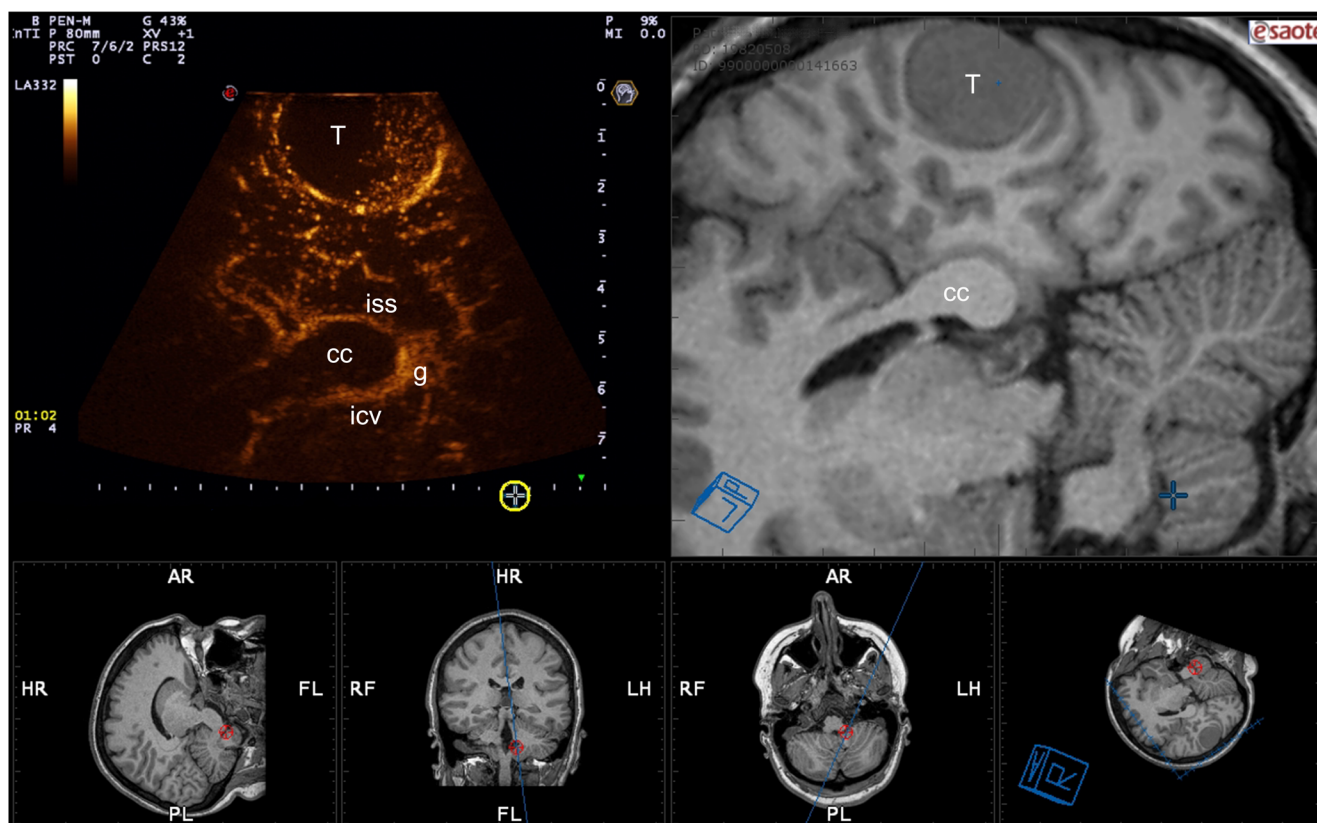 B PEN-M G 43%
nTI P 80mm XV +1
PRC 7/6/2 PRS12
PST 0 C 2
P 9%
MI 0.0
LA332
0
1
2
3
4
5
6
7
T
iss
cc
g
icv
01:02
PR 4
ID:9900000000141663
esaote
T
cc
AR
HR
FL
PL
HR
RF
LH
FL
AR
RF
LH
PL